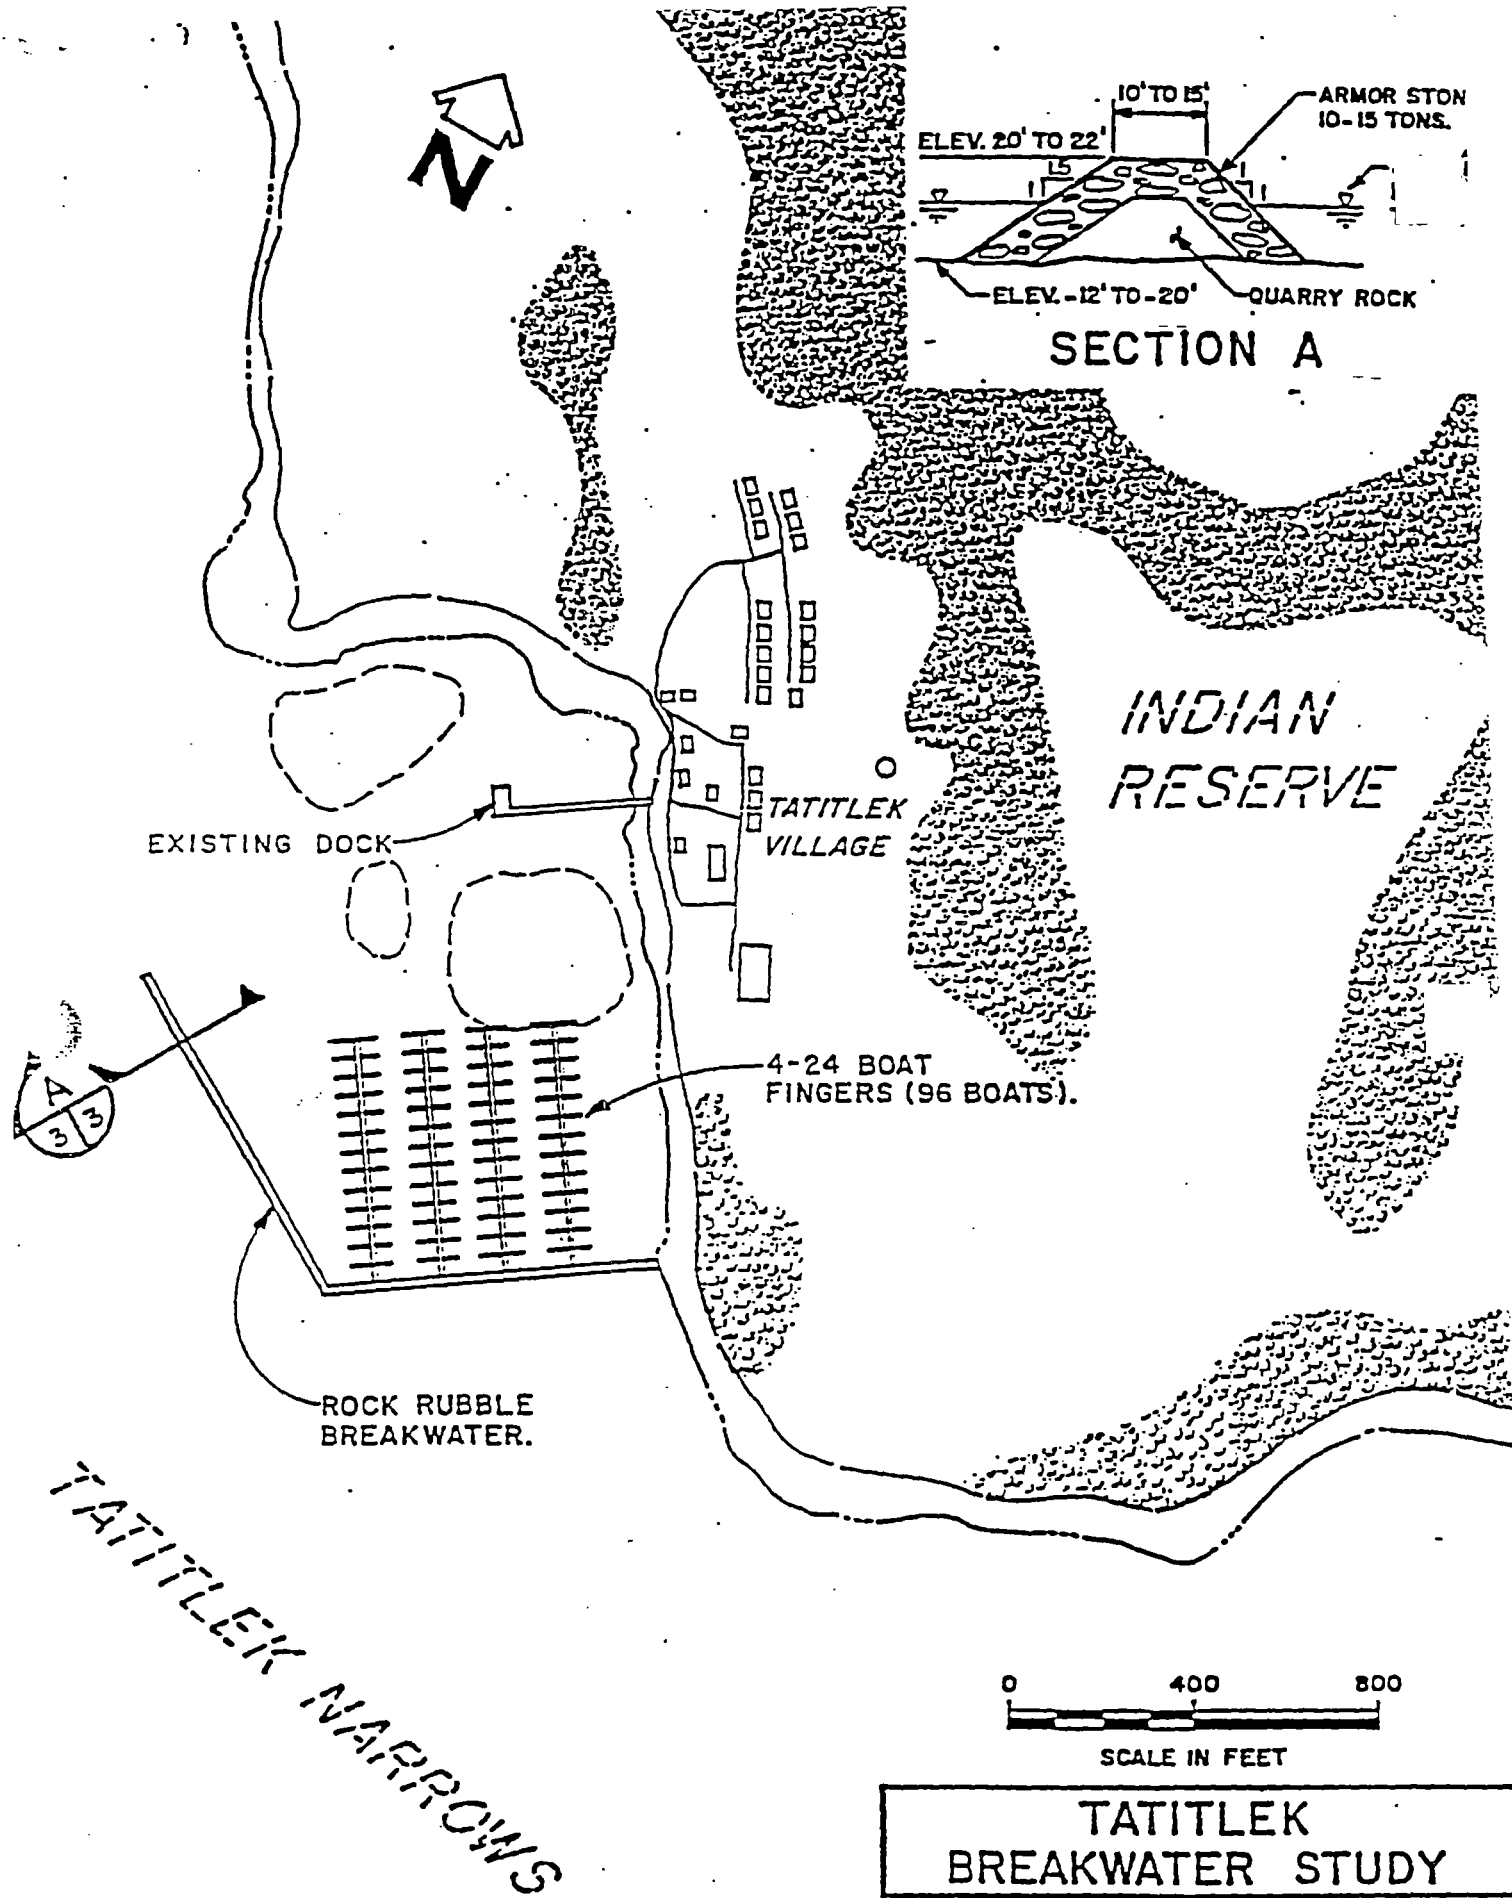 N
10' TO 15'
ARMOR STON
10-15 TONS.
ELEV. 20' TO 22'
1.5
1
1
1
ELEV. -12' TO -20'
QUARRY ROCK
SECTION A
INDIAN
RESERVE
TATITLEK
VILLAGE
EXISTING DOCK
A
3
3
4-24 BOAT
FINGERS (96 BOATS).
ROCK RUBBLE
BREAKWATER.
TATITLEK NARROWS
0 400 800
SCALE IN FEET
TATITLEK
BREAKWATER STUDY